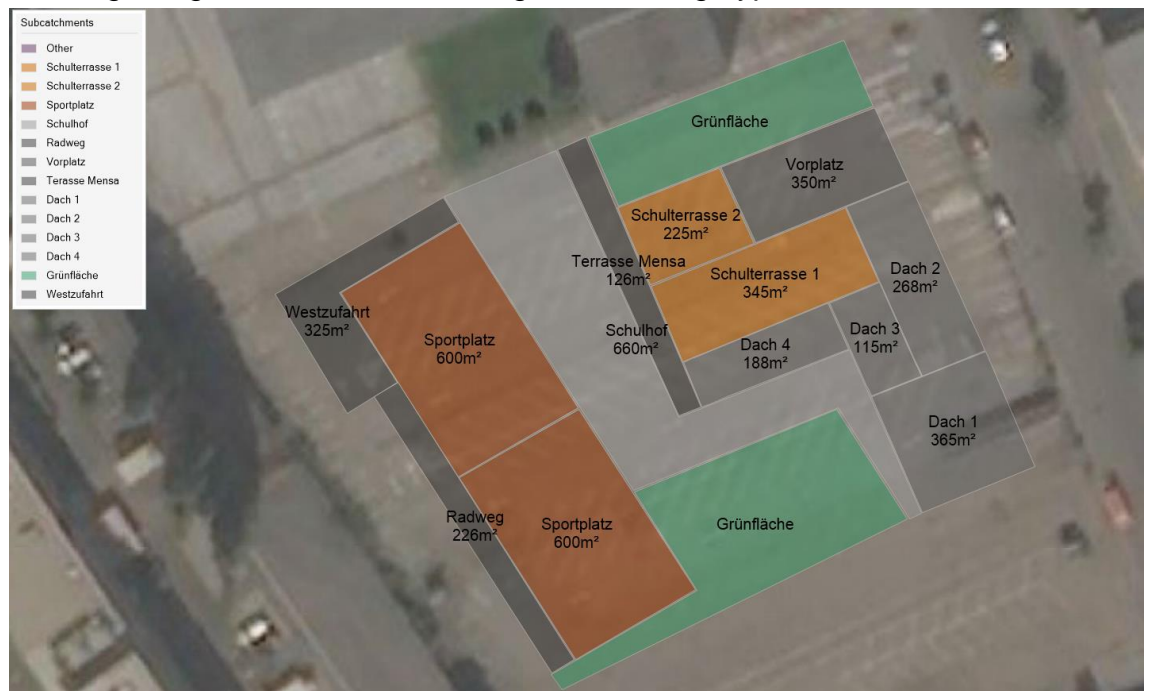 Subcatchments
Other
Schulterrasse 1
Schulterrasse 2
Sportplatz
Schulhof
Radweg
Vorplatz
Terasse Mensa
Dach 1
Dach 2
Dach 3
Dach 4
Grünfläche
Westzufahrt
Grünfläche
Vorplatz
350m²
Schulterrasse 2
225m²
Terrasse Mensa
126m²
Schulterrasse 1
345m²
Dach 2
268m²
Westzufahrt
325m²
Sportplatz
600m²
Schulhof
660m²
Dach 4
188m²
Dach 3
115m²
Dach 1
365m²
Radweg
226m²
Sportplatz
600m²
Grünfläche